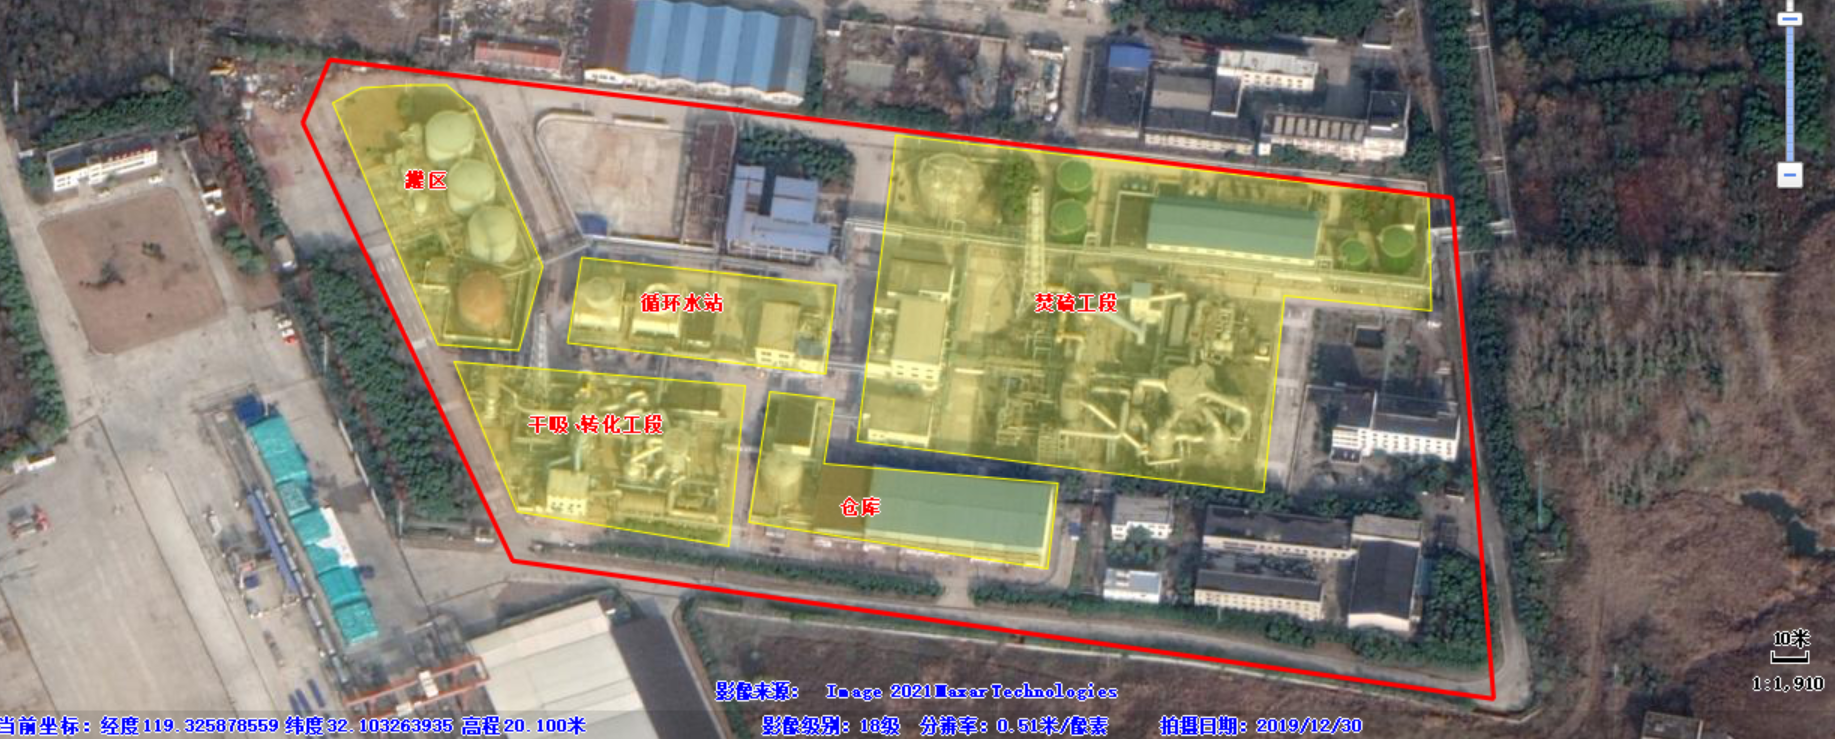 罐区
循环水站
焚硫工段
干吸、转化工段
仓库
10米
1:1,910
影像来源： Image 2021MaxarTechnologies
当前坐标：经度119.325878559 纬度32.103263935 高程20.100米 影像级别：18级 分辨率：0.51米/像素 拍摄日期：2019/12/30